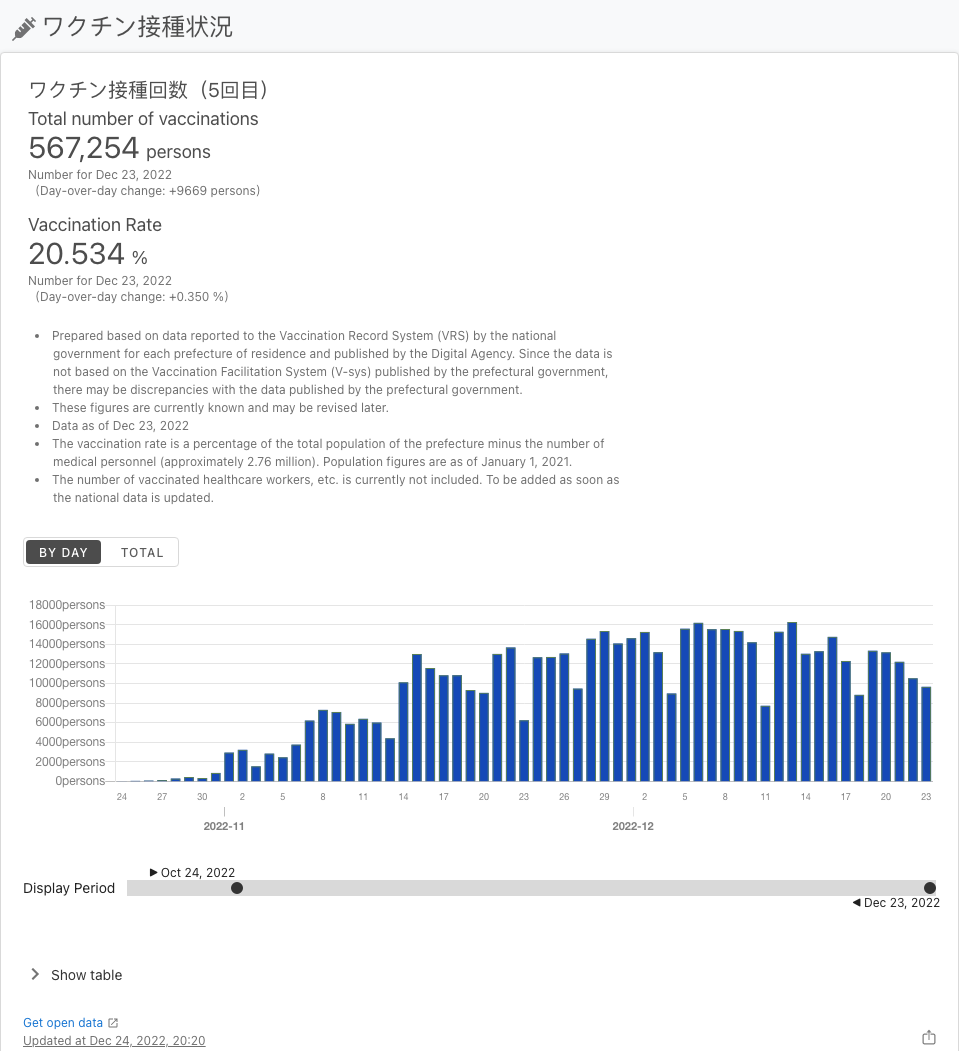 ワクチン接種状況
ワクチン接種回数（5回目）
Total number of vaccinations
567,254 persons
Number for Dec 23, 2022
(Day-over-day change: +9669 persons)
Vaccination Rate
20.534 %
Number for Dec 23, 2022
(Day-over-day change: +0.350 %)
• Prepared based on data reported to the Vaccination Record System (VRS) by the national
government for each prefecture of residence and published by the Digital Agency. Since the data is
not based on the Vaccination Facilitation System (V-sys) published by the prefectural government,
there may be discrepancies with the data published by the prefectural government.
• These figures are currently known and may be revised later.
• Data as of Dec 23, 2022
• The vaccination rate is a percentage of the total population of the prefecture minus the number of
medical personnel (approximately 2.76 million). Population figures are as of January 1, 2021.
• The number of vaccinated healthcare workers, etc. is currently not included. To be added as soon as
the national data is updated.
BY DAY TOTAL
18000persons
16000persons
14000persons
12000persons
10000persons
8000persons
6000persons
4000persons
2000persons
0persons
24 27 30 2 5 8 11 14 17 20 23 26 29 2 5 8 11 14 17 20 23
2022-11 2022-12
Oct 24, 2022
Display Period
Dec 23, 2022
Show table
Get open data
Updated at Dec 24, 2022, 20:20